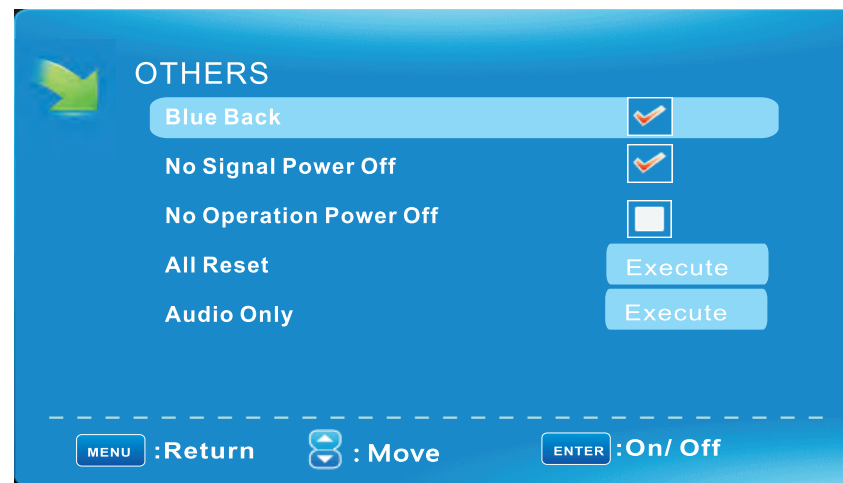 OTHERS
Blue Back
No Signal Power Off
No Operation Power Off
All Reset Execute
Audio Only Execute
MENU :Return : Move ENTER :On/ Off